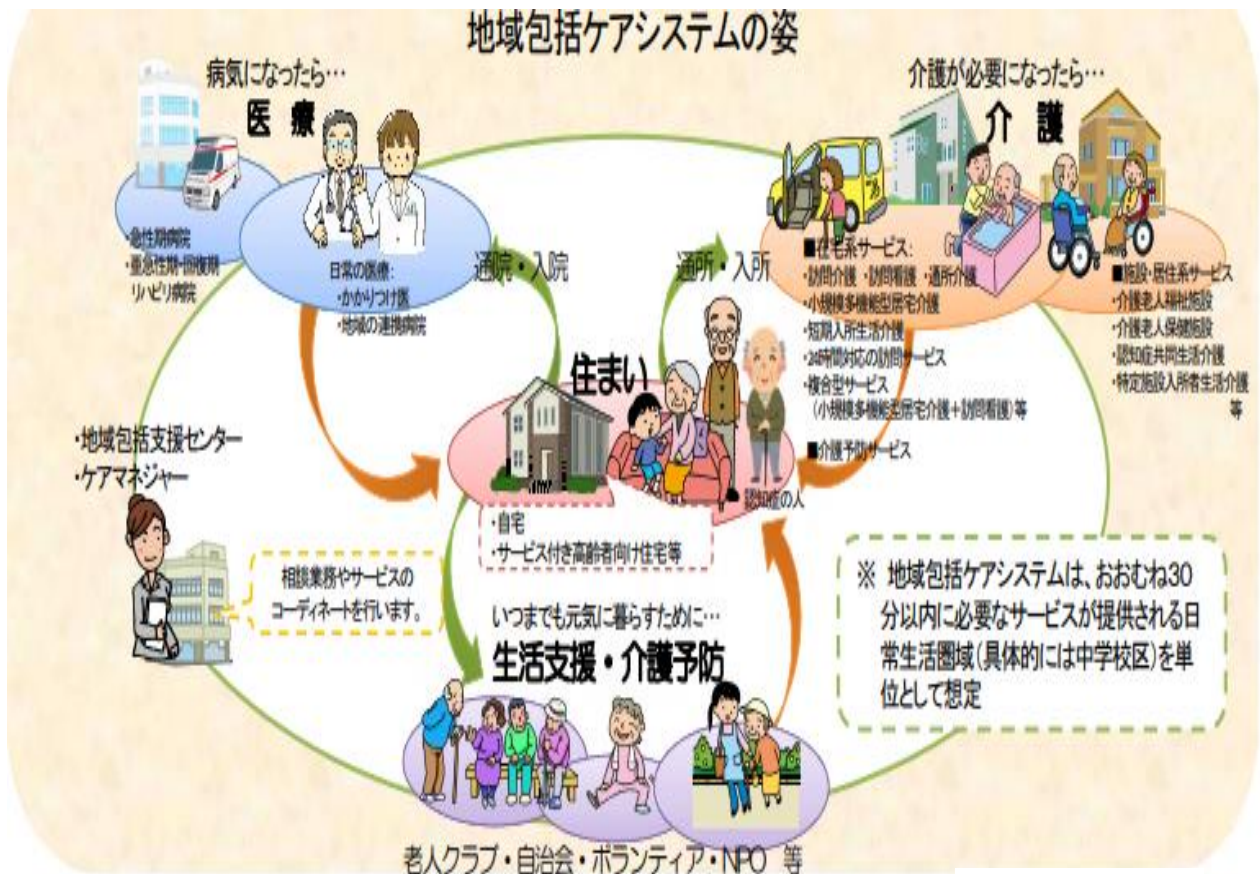 地域包括ケアシステムの姿
病気になったら…
医 療
・急性期病院
・亜急性期・回復期
リハビリ病院
日常の医療:
・かかりつけ医
・地域の連携病院
通院・入院
通所・入所
介護が必要になったら…
介 護
■在宅系サービス:
・訪問介護 ・訪問看護 ・通所介護
・小規模多機能型居宅介護
・短期入所生活介護
・24時間対応の訪問サービス
・複合型サービス
(小規模多機能型居宅介護+訪問看護)等
■介護予防サービス
■施設・居住系サービス
・介護老人福祉施設
・介護老人保健施設
・認知症共同生活介護
・特定施設入所者生活介護
等
住まい
認知症の人
・自宅
・サービス付き高齢者向け住宅等
・地域包括支援センター
・ケアマネジャー
相談業務やサービスの
コーディネートを行います。
いつまでも元気に暮らすために…
生活支援・介護予防
老人クラブ・自治会・ボランティア・NPO 等
※ 地域包括ケアシステムは、おおむね30
分以内に必要なサービスが提供される日
常生活圏域(具体的には中学校区)を単
位として想定